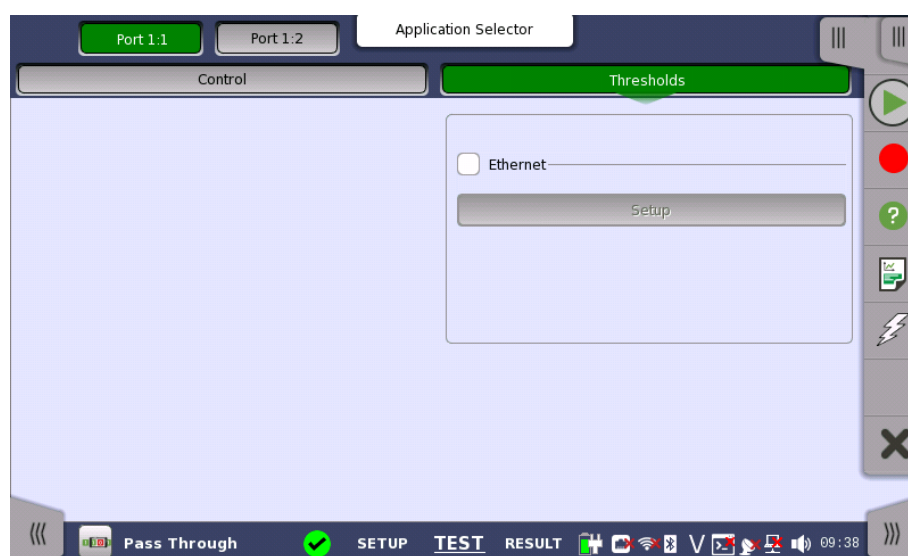 Application Selector
Port 1:1 Port 1:2
Control Thresholds
Ethernet
Setup
?
Pass Through SETUP TEST RESULT V 09:38